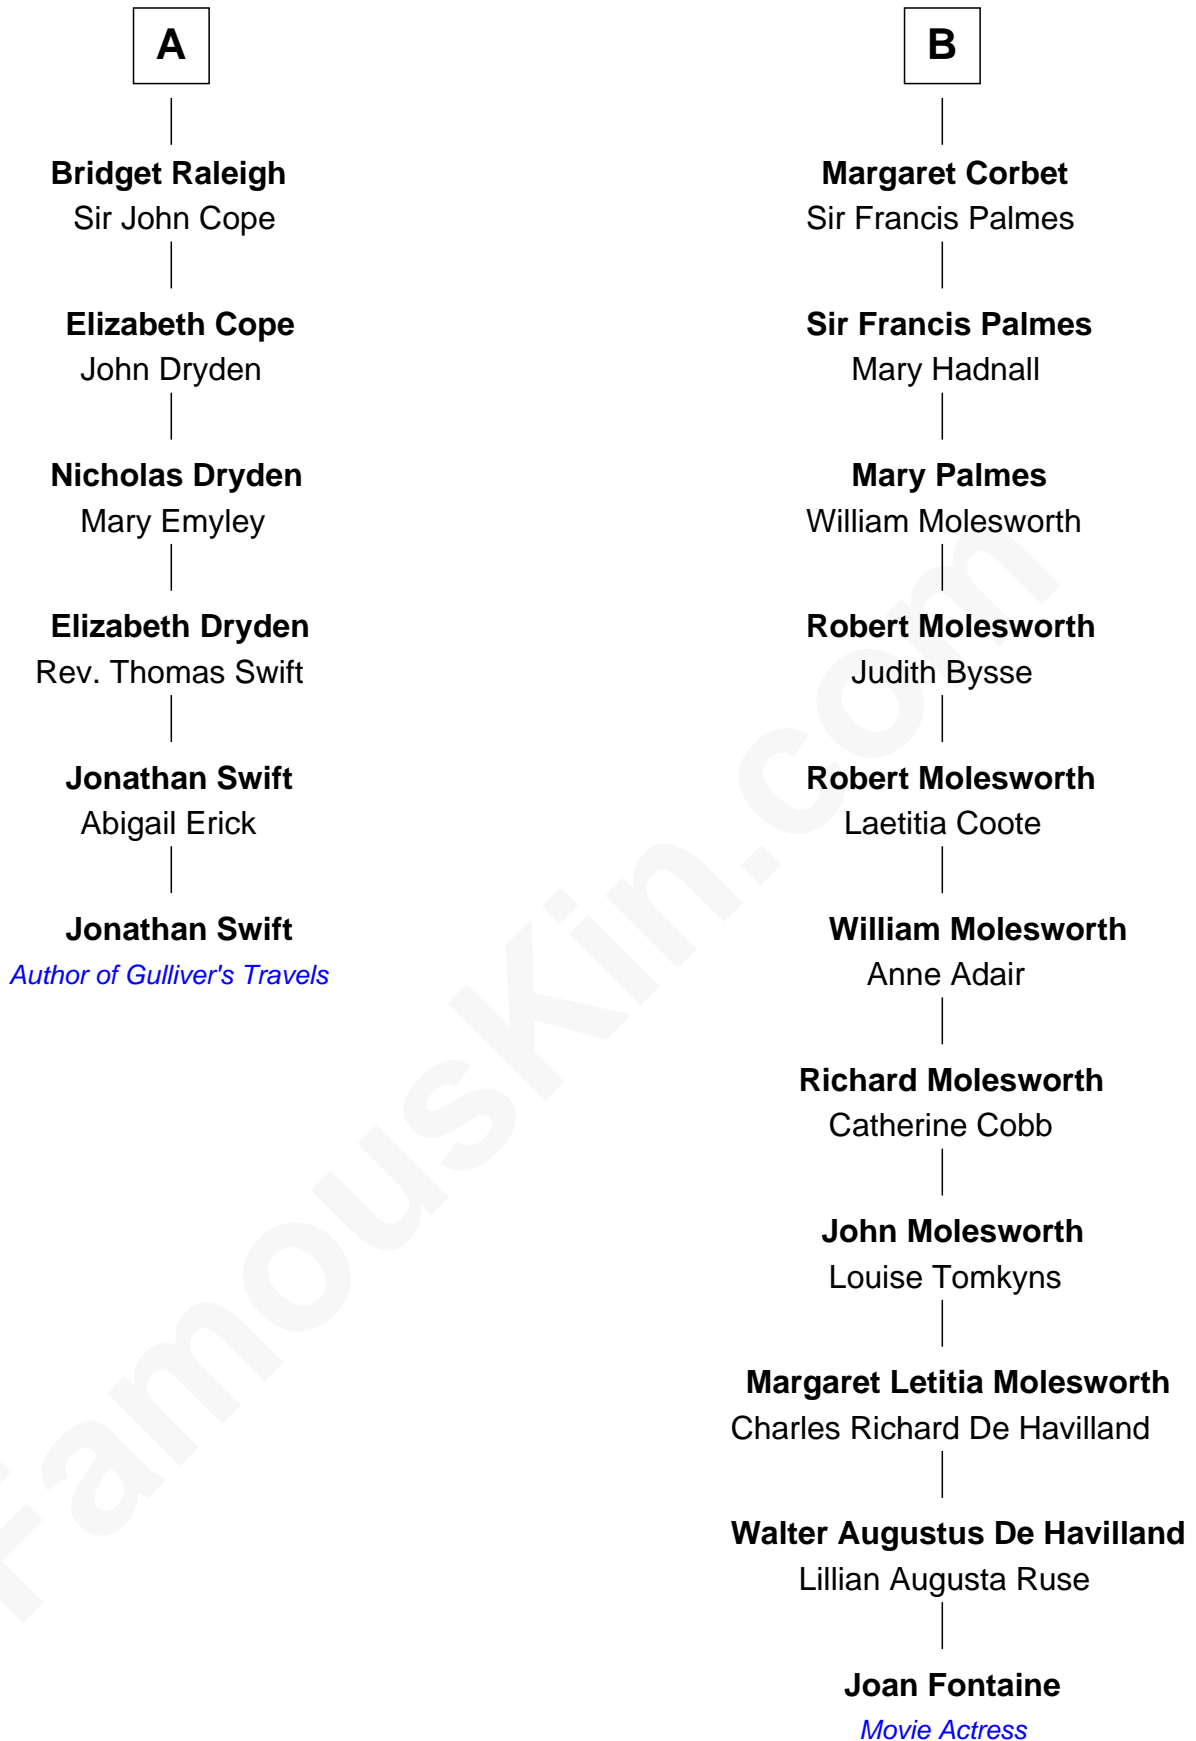 A
Bridget Raleigh
Sir John Cope
Elizabeth Cope
John Dryden
Nicholas Dryden
Mary Emyley
Elizabeth Dryden
Rev. Thomas Swift
Jonathan Swift
Abigail Erick
Jonathan Swift
Author of Gulliver's Travels
B
Margaret Corbet
Sir Francis Palmes
Sir Francis Palmes
Mary Hadnall
Mary Palmes
William Molesworth
Robert Molesworth
Judith Bysse
Robert Molesworth
Laetitia Coote
William Molesworth
Anne Adair
Richard Molesworth
Catherine Cobb
John Molesworth
Louise Tomkyns
Margaret Letitia Molesworth
Charles Richard De Havilland
Walter Augustus De Havilland
Lillian Augusta Ruse
Joan Fontaine
Movie Actress
FamousKin.com